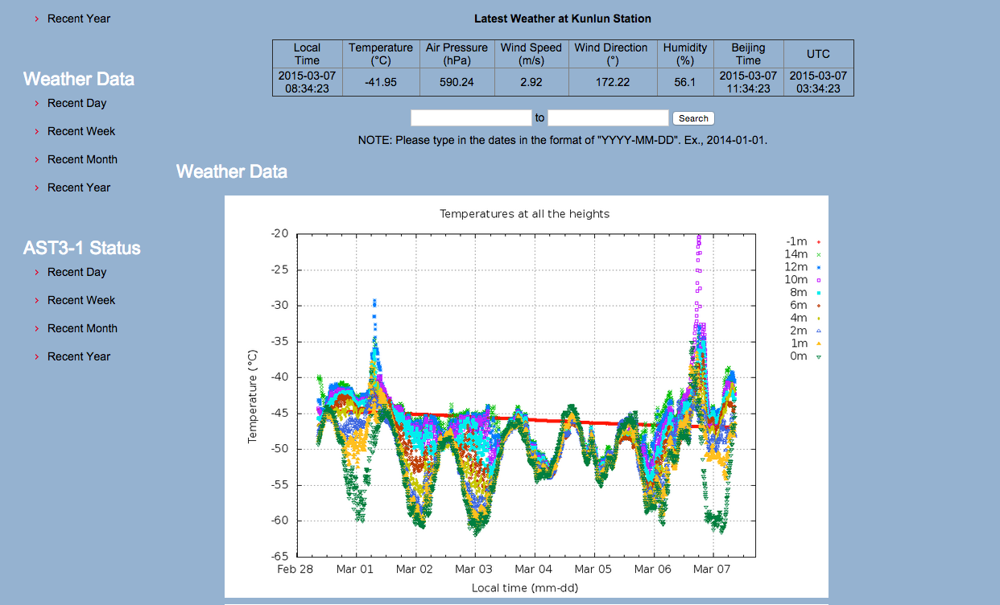 Recent Year
Weather Data
Recent Day
Recent Week
Recent Month
Recent Year
AST3-1 Status
Recent Day
Recent Week
Recent Month
Recent Year
Latest Weather at Kunlun Station
Local Time Temperature (°C) Air Pressure (hPa) Wind Speed (m/s) Wind Direction (°) Humidity (%) Beijing Time UTC
2015-03-07 08:34:23 -41.95 590.24 2.92 172.22 56.1 2015-03-07 11:34:23 2015-03-07 03:34:23
to Search
NOTE: Please type in the dates in the format of "YYYY-MM-DD". Ex., 2014-01-01.
Weather Data
Temperatures at all the heights
Temperature (°C)
-20
-25
-30
-35
-40
-45
-50
-55
-60
-65
Feb 28 Mar 01 Mar 02 Mar 03 Mar 04 Mar 05 Mar 06 Mar 07
Local time (mm-dd)
-1m
14m
12m
10m
8m
6m
4m
2m
1m
0m